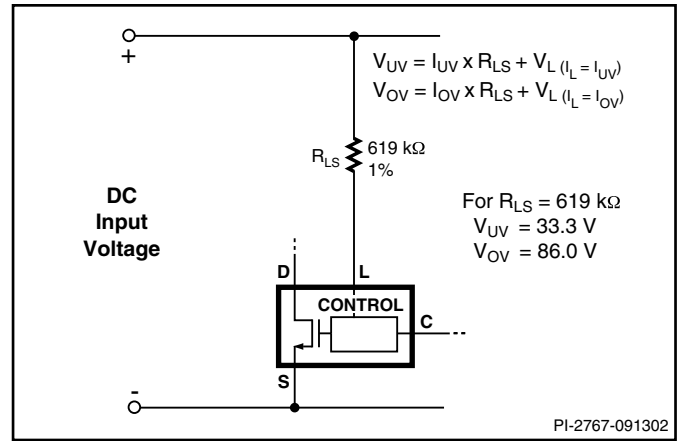 +
V_UV = I_UV x R_LS + V_L (I_L = I_UV)
V_OV = I_OV x R_LS + V_L (I_L = I_OV)
R_LS
619 kΩ
1%
DC
Input
Voltage
For R_LS = 619 kΩ
V_UV = 33.3 V
V_OV = 86.0 V
D
L
CONTROL
C
S
-
PI-2767-091302